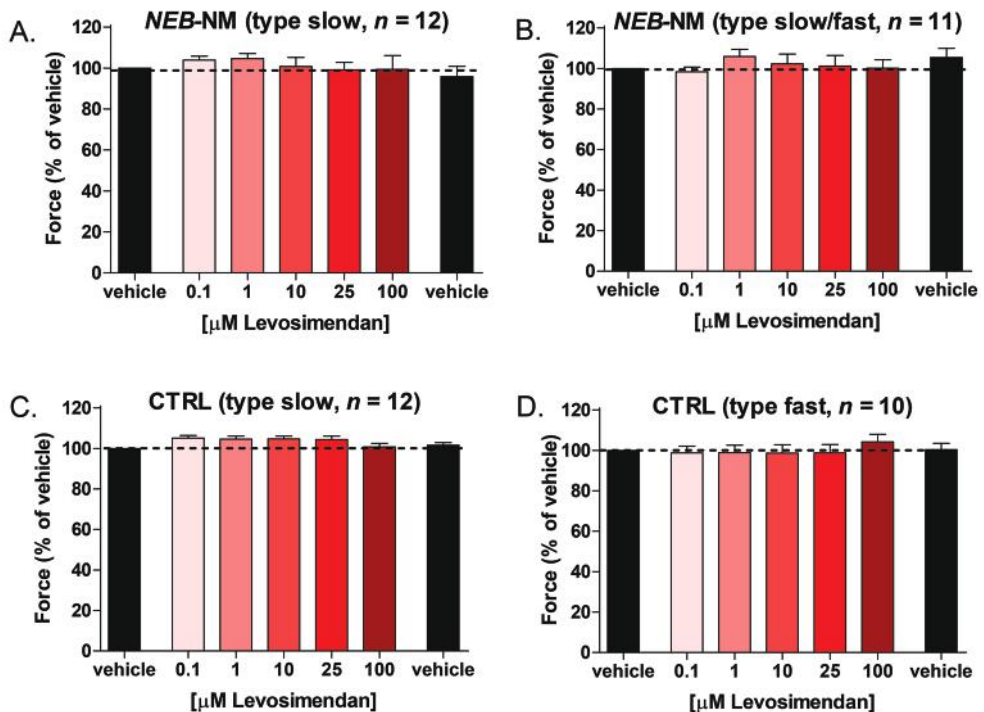 A.
NEB-NM (type slow, n = 12)
Force (% of vehicle)
120
100
80
60
40
20
0
vehicle 0.1 1 10 25 100 vehicle
[μM Levosimendan]
B.
NEB-NM (type slow/fast, n = 11)
Force (% of vehicle)
120
100
80
60
40
20
0
vehicle 0.1 1 10 25 100 vehicle
[μM Levosimendan]
C.
CTRL (type slow, n = 12)
Force (% of vehicle)
120
100
80
60
40
20
0
vehicle 0.1 1 10 25 100 vehicle
[μM Levosimendan]
D.
CTRL (type fast, n = 10)
Force (% of vehicle)
120
100
80
60
40
20
0
vehicle 0.1 1 10 25 100 vehicle
[μM Levosimendan]